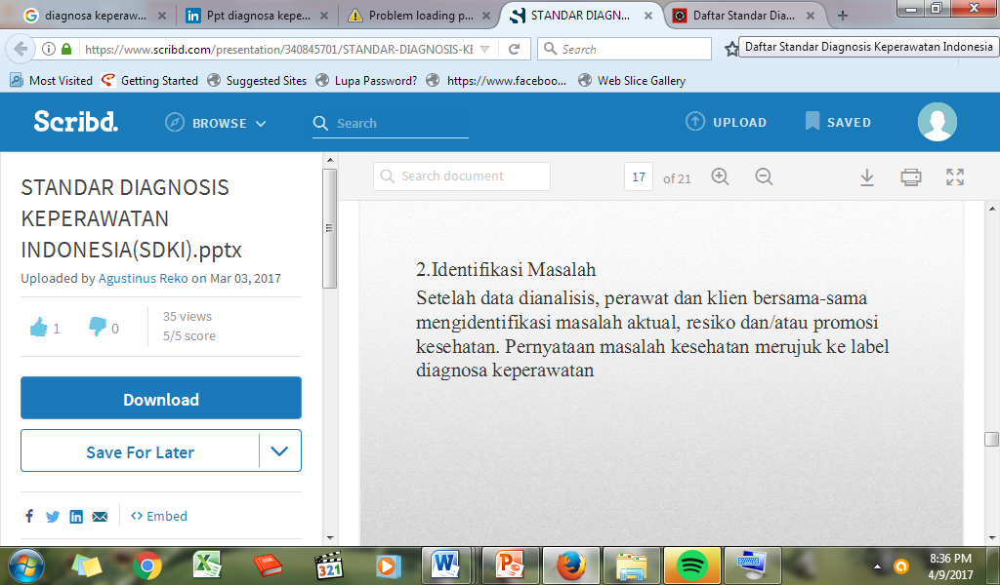 diagnosa keperaw...
Ppt diagnosa kepe...
Problem loading p...
STANDAR DIAGN...
Daftar Standar Dia...
https://www.scribd.com/presentation/340845701/STANDAR-DIAGNOSIS-KE
Search
Daftar Standar Diagnosis Keperawatan Indonesia
Most Visited
Getting Started
Suggested Sites
Lupa Password?
https://www.faceboo...
Web Slice Gallery
Scribd.
BROWSE
Search
UPLOAD
SAVED
STANDAR DIAGNOSIS
KEPERAWATAN
INDONESIA(SDKI).pptx
Uploaded by Agustinus Reko on Mar 03, 2017
1
0
35 views
5/5 score
Download
Save For Later
Embed
Search document
17
of 21
2.Identifikasi Masalah
Setelah data dianalisis, perawat dan klien bersama-sama
mengidentifikasi masalah aktual, resiko dan/atau promosi
kesehatan. Pernyataan masalah kesehatan merujuk ke label
diagnosa keperawatan
321
8:36 PM
4/9/2017